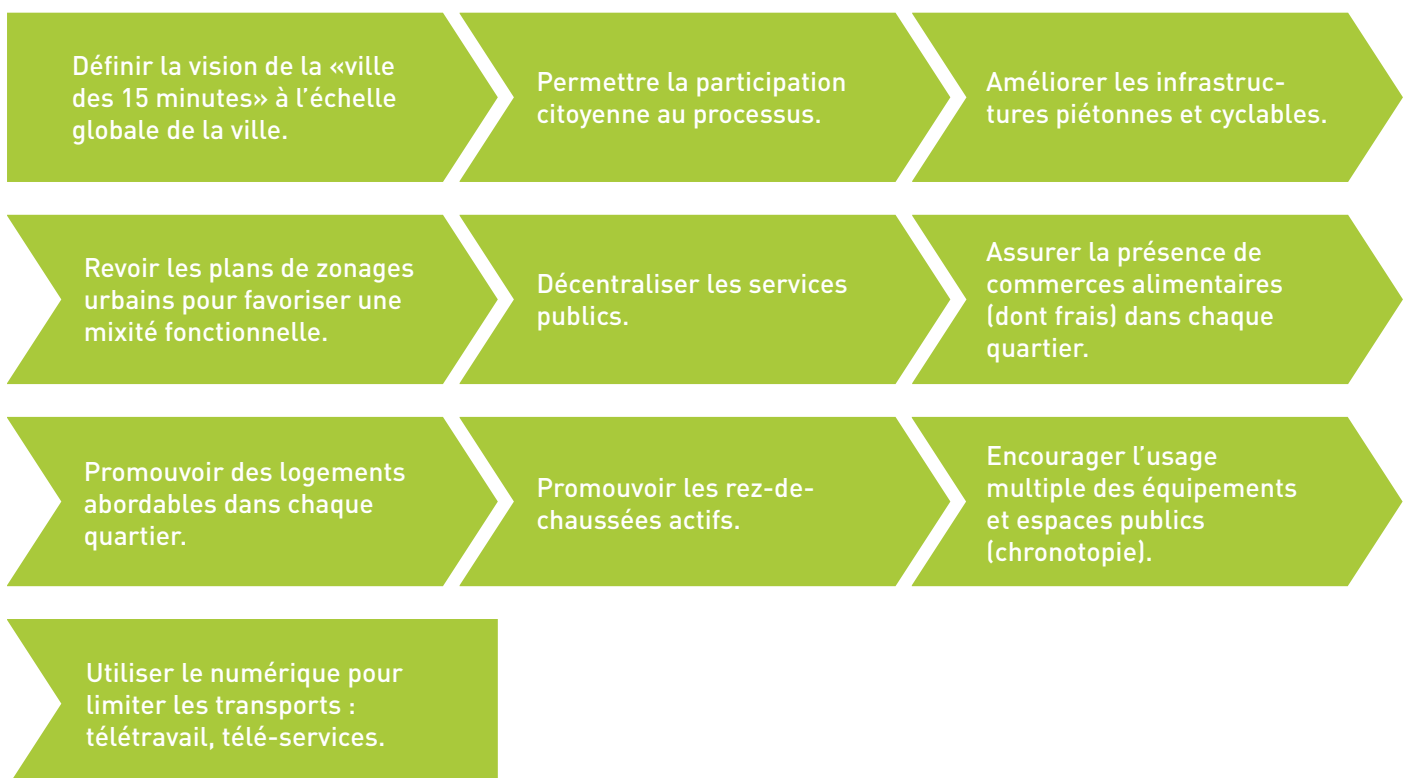 Définir la vision de la «ville
des 15 minutes» à l'échelle
globale de la ville.
Permettre la participation
citoyenne au processus.
Améliorer les infrastruc-
tures piétonnes et cyclables.
Revoir les plans de zonages
urbains pour favoriser une
mixité fonctionnelle.
Décentraliser les services
publics.
Assurer la présence de
commerces alimentaires
(dont frais) dans chaque
quartier.
Promouvoir des logements
abordables dans chaque
quartier.
Promouvoir les rez-de-
chaussées actifs.
Encourager l'usage
multiple des équipements
et espaces publics
(chronotopie).
Utiliser le numérique pour
limiter les transports :
télétravail, télé-services.